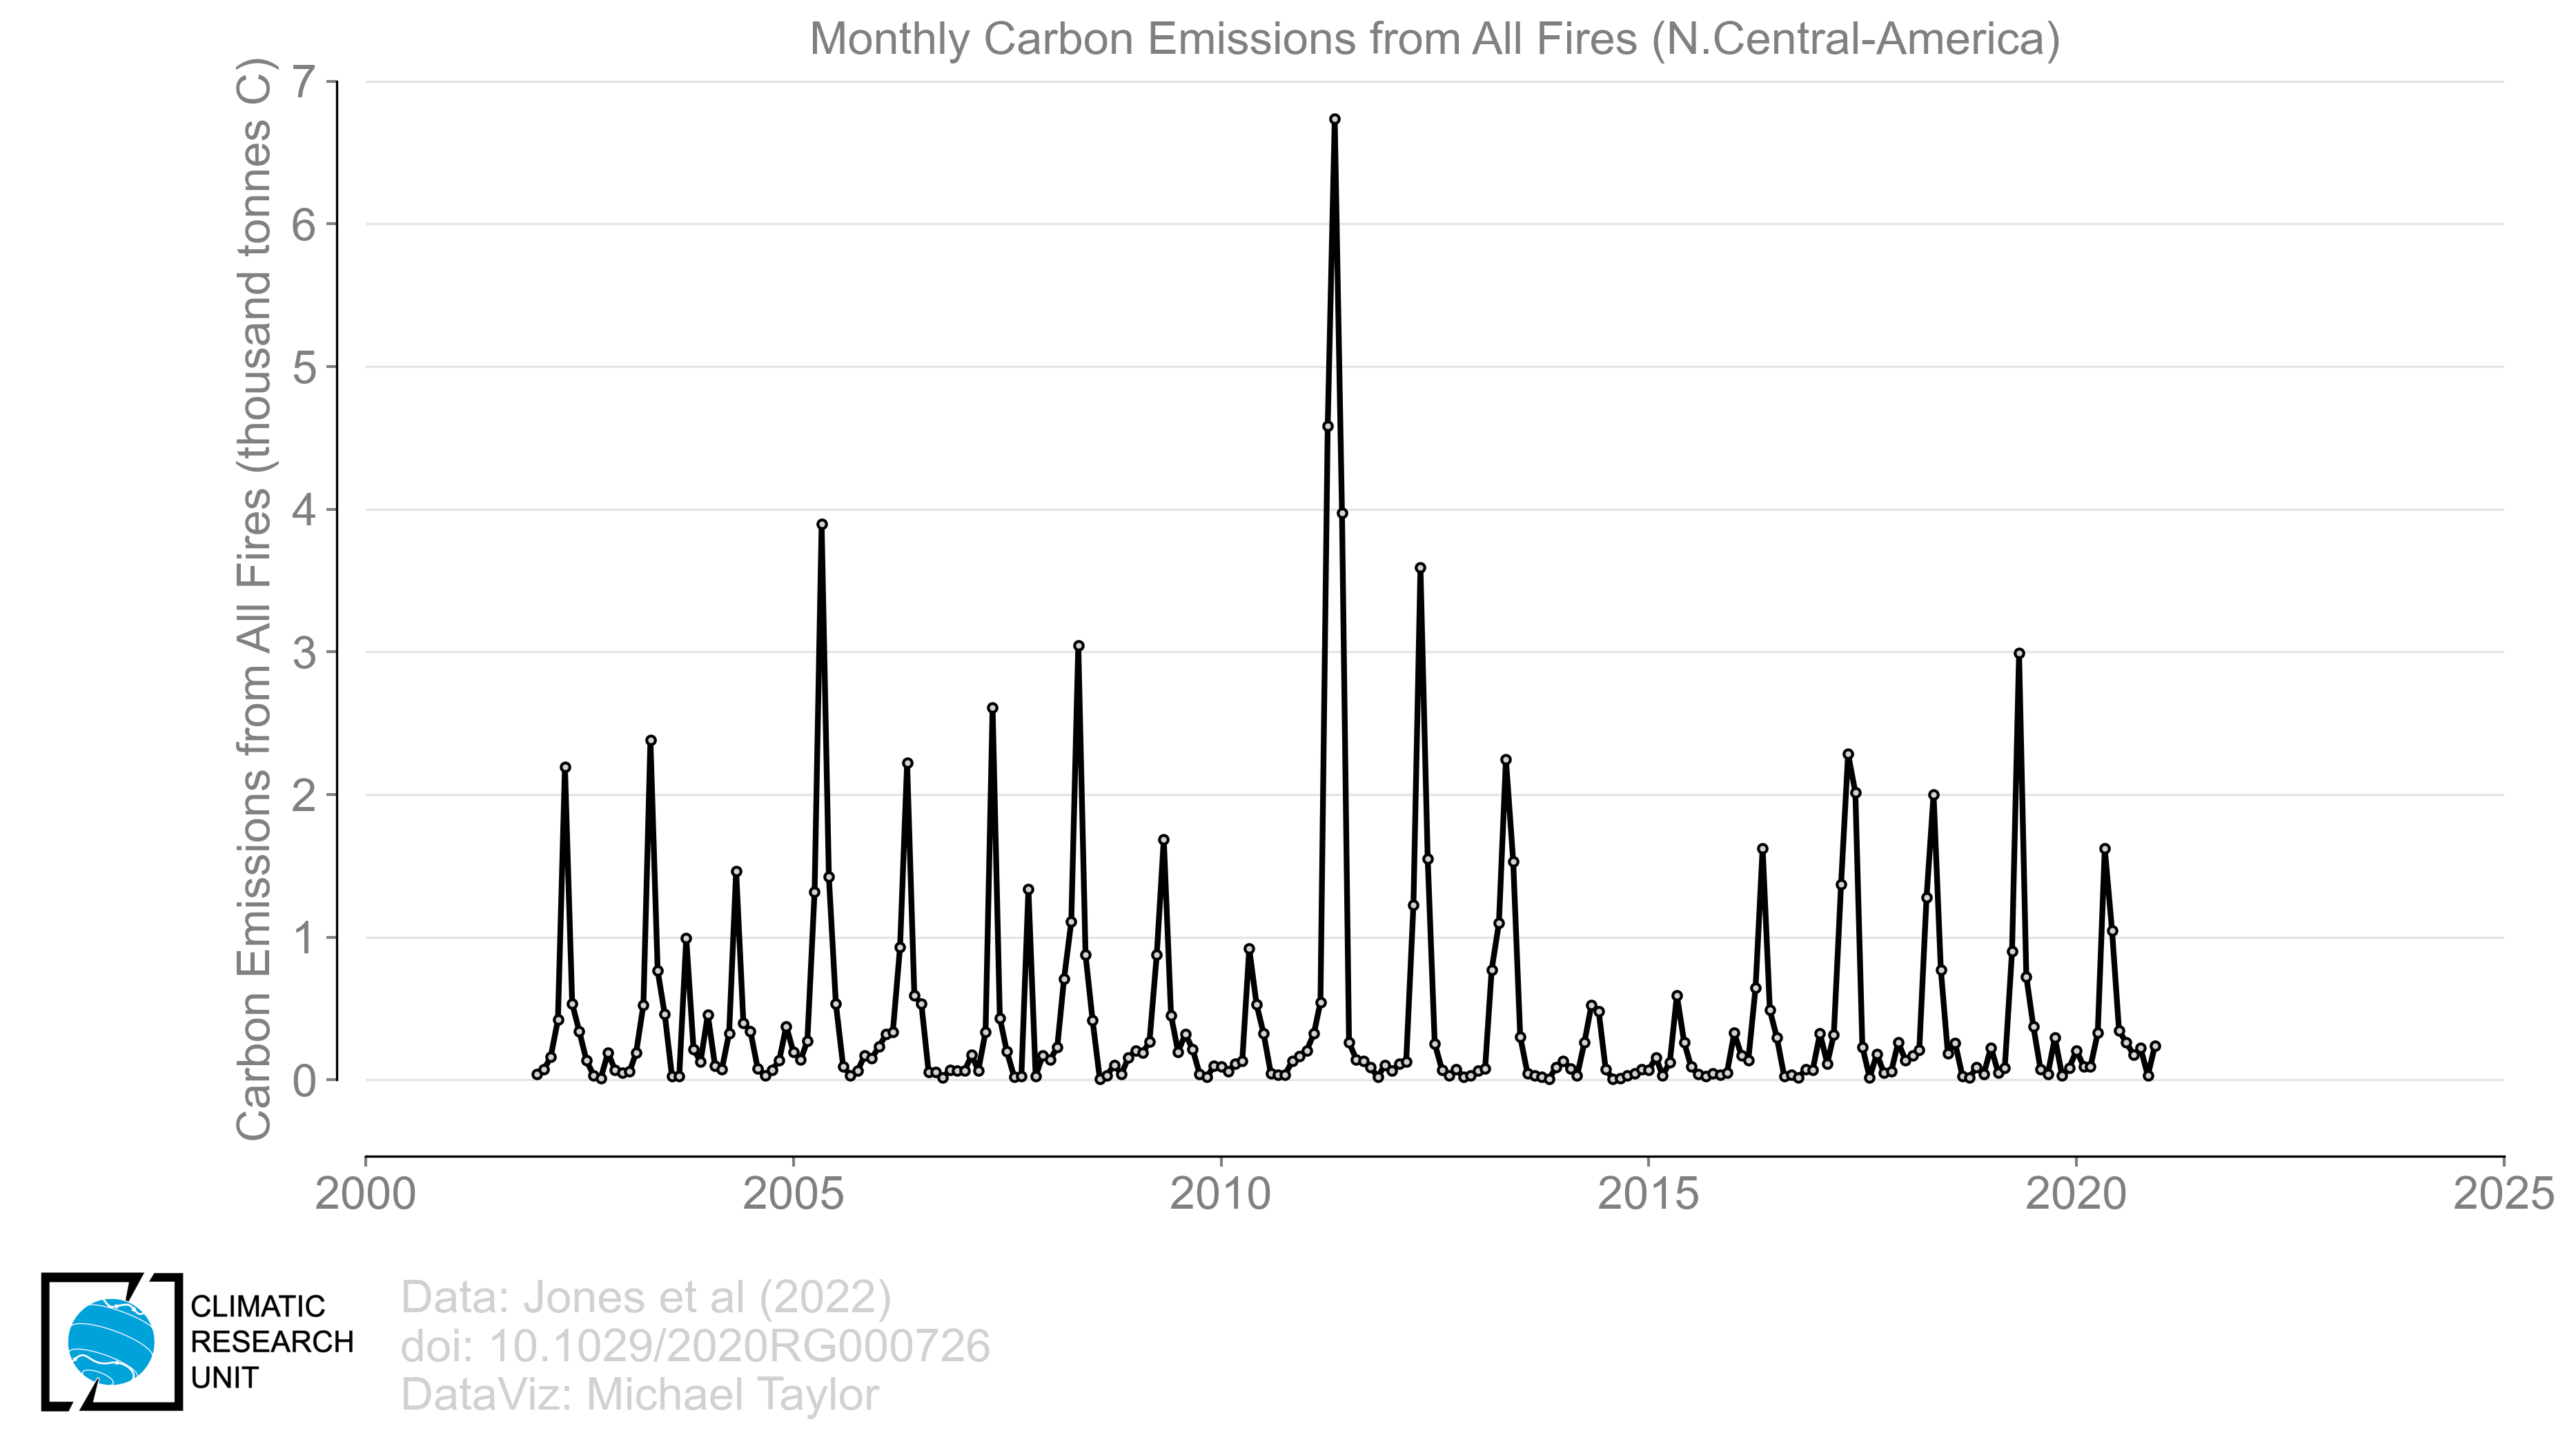 Monthly Carbon Emissions from All Fires (N.Central-America)
Carbon Emissions from All Fires (thousand tonnes C)
7
6
5
4
3
2
1
0
2000 2005 2010 2015 2020 2025
CLIMATIC
RESEARCH
UNIT
Data: Jones et al (2022)
doi: 10.1029/2020RG000726
DataViz: Michael Taylor